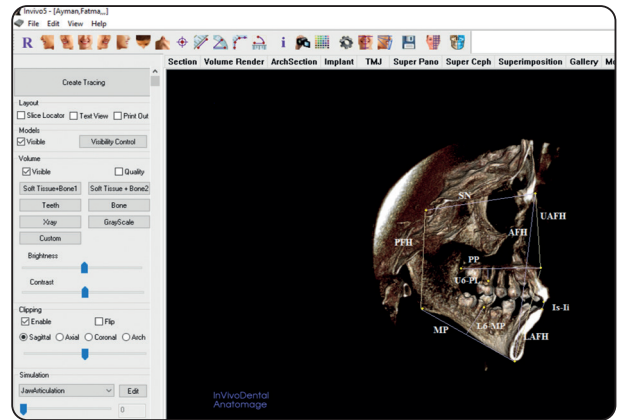 Invivo5 - [Ayman,Fatma,,,]
File Edit View Help
R
Section Volume Render ArchSection Implant TMJ Super Pano Super Ceph Superimposition Gallery
Create Tracing
Layout
Slice Locator Text View Print Out
Models
Visible Visibility Control
Volume
Visible Quality
Soft Tissue+Bone1 Soft Tissue + Bone2
Teeth Bone
Xray GrayScale
Custom
Brightness
Contrast
Clipping
Enable Flip
Sagittal Axial Coronal Arch
Simulation
JawArticulation Edit
0
SN
UAFH
AFH
PFH
PP
U6-PP
Is-Ii
L6-MP
MP
LAFH
InVivoDental
Anatomage